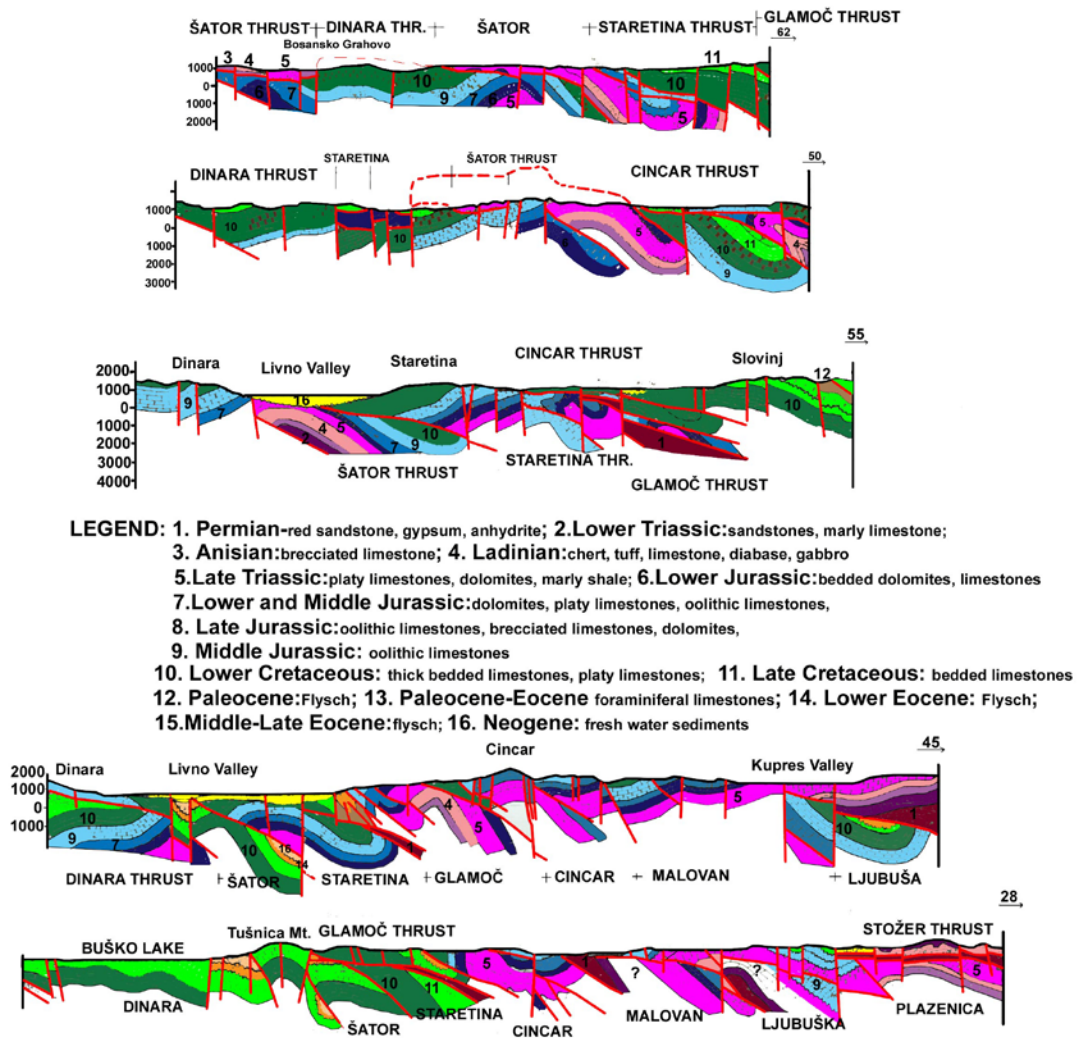 ŠATOR THRUST DINARA THR. ŠATOR STARETINA THRUST GLAMOČ THRUST
Bosansko Grahovo
62
3 4 5 11
1000 10 10
0 6 7 9 7 6 5 5
1000
2000
STARETINA ŠATOR THRUST
DINARA THRUST CINCAR THRUST
50
1000
0 10 10 5 5
1000 6 10 11 4
2000 9
3000
55
Dinara Livno Valley Staretina CINCAR THRUST Slovinj 12
2000
1000 9 16
0 7 4 5 10 10
1000 2 7 9 1
2000
3000
4000
ŠATOR THRUST STARETINA THR. GLAMOČ THRUST
LEGEND: 1. Permian-red sandstone, gypsum, anhydrite; 2.Lower Triassic:sandstones, marly limestone;
3. Anisian:brecciated limestone; 4. Ladinian:chert, tuff, limestone, diabase, gabbro
5.Late Triassic:platy limestones, dolomites, marly shale; 6.Lower Jurassic:bedded dolomites, limestones
7.Lower and Middle Jurassic:dolomites, platy limestones, oolithic limestones,
8. Late Jurassic:oolithic limestones, brecciated limestones, dolomites,
9. Middle Jurassic: oolithic limestones
10. Lower Cretaceous: thick bedded limestones, platy limestones; 11. Late Cretaceous: bedded limestones
12. Paleocene:Flysch; 13. Paleocene-Eocene foraminiferal limestones; 14. Lower Eocene: Flysch;
15.Middle-Late Eocene:flysch; 16. Neogene: fresh water sediments
Cincar
45
Dinara Livno Valley Kupres Valley
2000
1000 10 4 5 1
0 9 7 10 16 14 5 10
1000
DINARA THRUST ŠATOR STARETINA GLAMOČ CINCAR MALOVAN LJUBUŠA
28
BUŠKO LAKE Tušnica Mt. GLAMOČ THRUST STOŽER THRUST
5 ? ? 5
10 11 9
DINARA ŠATOR STARETINA CINCAR MALOVAN LJUBUŠKA PLAZENICA